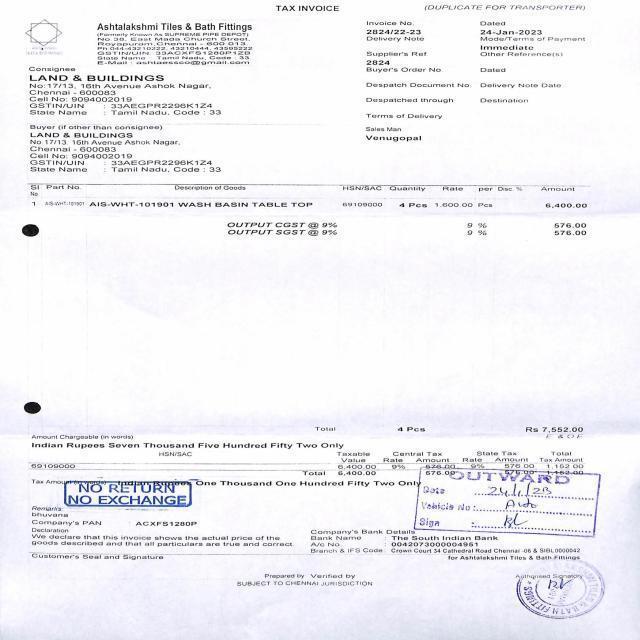 TAX INVOICE
(DUPLICATE FOR TRANSPORTER)
Ashtalakshmi Tiles & Bath Fittings
(Formerly Known As SUPREME PIPE DEPOT)
No 38, East Mada Church Street,
Royapuram,Chennai - 600 013.
Ph 044-43210222, 43210444, 43595222
GSTIN/UIN : 33ACXFS1280P1ZB
State Name : Tamil Nadu, Code : 33
Invoice No.
2824/22-23
Dated
24-Jan-2023
Delivery Note
Mode/Terms of Payment
Immediate
Supplier's Ref.
2824
Other Reference(s)
Buyer's Order No.
Dated
Despatch Document No.
Delivery Note Date
Despatched through
Destination
Terms of Delivery
Sales Man
Venugopal
Consignee
LAND & BUILDINGS
No:17/13, 16th Avenue Ashok Nagar,
Chennai - 600083
Cell No: 9094002019
GSTIN/UIN : 33AEGPR2296K1Z4
State Name : Tamil Nadu, Code : 33
Buyer (if other than consignee)
LAND & BUILDINGS
No:17/13, 16th Avenue Ashok Nagar,
Chennai - 600083
Cell No: 9094002019
GSTIN/UIN : 33AEGPR2296K1Z4
State Name : Tamil Nadu, Code : 33
Sl No Part No. Description of Goods HSN/SAC Quantity Rate per Disc. % Amount
1 AIS-WHT-101901 AIS-WHT-101901 WASH BASIN TABLE TOP 69109000 4 Pcs 1,600.00 Pcs 6,400.00
OUTPUT CGST @ 9% 9 % 576.00
OUTPUT SGST @ 9% 9 % 576.00
Total 4 Pcs Rs 7,552.00
Amount Chargeable (in words) E & O E
Indian Rupees Seven Thousand Five Hundred Fifty Two Only
HSN/SAC Taxable Value Central Tax Rate Amount State Tax Rate Amount Total Tax Amount
69109000 6,400.00 9% 576.00 9% 576.00 1,152.00
Total 6,400.00 576.00 576.00 1,152.00
Tax Amount (in words) : Indian Rupees One Thousand One Hundred Fifty Two Only
NO RETURN
NO EXCHANGE
OUTWARD
Date
24/1/23
Vehicle No :
Auto
Sign :
Remarks:
bhuvana
Company's PAN : ACXFS1280P
Declaration
We declare that this invoice shows the actual price of the
goods described and that all particulars are true and correct.
Company's Bank Details
Bank Name : The South Indian Bank
A/c No. : 0042073000004951
Branch & IFS Code : Crown Court 34 Cathedral Road Chennai -06 & SIBL0000042
Customer's Seal and Signature
for Ashtalakshmi Tiles & Bath Fittings
Prepared by Verified by
Authorised Signatory
SUBJECT TO CHENNAI JURISDICTION